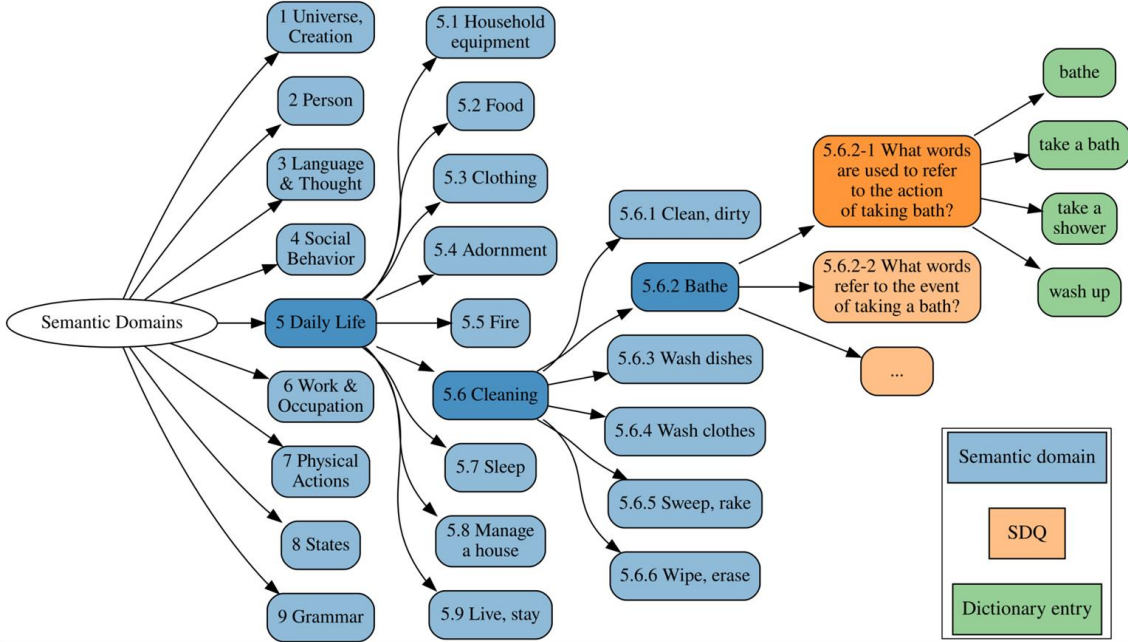 1 Universe,
Creation
2 Person
3 Language
& Thought
4 Social
Behavior
Semantic Domains
5 Daily Life
6 Work &
Occupation
7 Physical
Actions
8 States
9 Grammar
5.1 Household
equipment
5.2 Food
5.3 Clothing
5.4 Adornment
5.5 Fire
5.6 Cleaning
5.7 Sleep
5.8 Manage
a house
5.9 Live, stay
5.6.1 Clean, dirty
5.6.2 Bathe
5.6.3 Wash dishes
5.6.4 Wash clothes
5.6.5 Sweep, rake
5.6.6 Wipe, erase
5.6.2-1 What words
are used to refer
to the action
of taking bath?
5.6.2-2 What words
refer to the event
of taking a bath?
...
bathe
take a bath
take a
shower
wash up
Semantic domain
SDQ
Dictionary entry